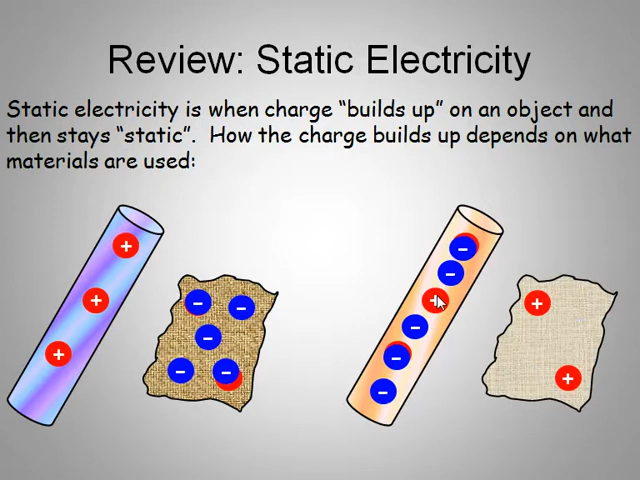 Review: Static Electricity
Static electricity is when charge “builds up” on an object and
then stays “static”.  How the charge builds up depends on what
materials are used: